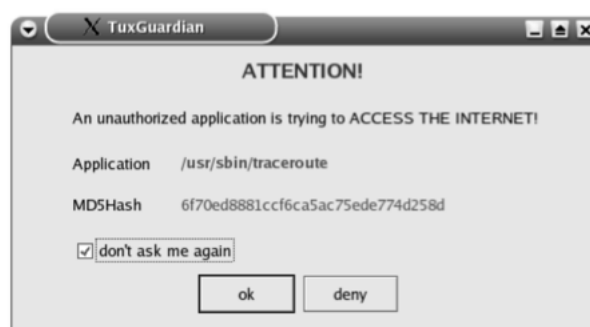 TuxGuardian
ATTENTION!
An unauthorized application is trying to ACCESS THE INTERNET!
Application /usr/sbin/traceroute
MD5Hash 6f70ed8881ccf6ca5ac75ede774d258d
don't ask me again
ok deny